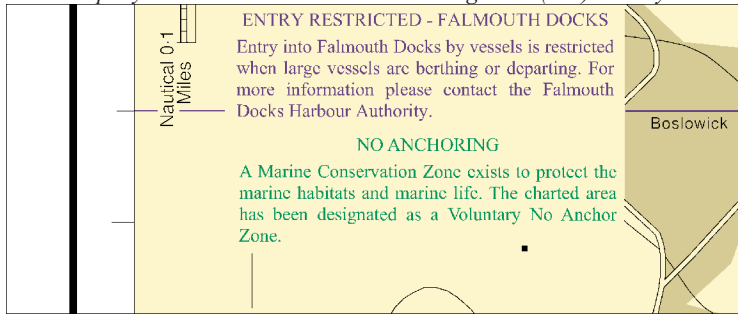 ENTRY RESTRICTED - FALMOUTH DOCKS
Entry into Falmouth Docks by vessels is restricted
when large vessels are berthing or departing. For
more information please contact the Falmouth
Docks Harbour Authority.
NO ANCHORING
A Marine Conservation Zone exists to protect the
marine habitats and marine life. The charted area
has been designated as a Voluntary No Anchor
Zone.
Nautical 0·1
Miles
Boslowick